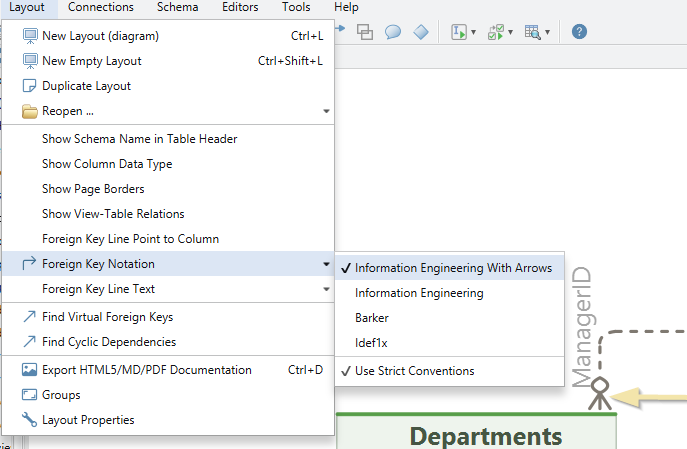 Layout Connections Schema Editors Tools Help
New Layout (diagram) Ctrl+L
New Empty Layout Ctrl+Shift+L
Duplicate Layout
Reopen ...
Show Schema Name in Table Header
Show Column Data Type
Show Page Borders
Show View-Table Relations
Foreign Key Line Point to Column
Foreign Key Notation
Information Engineering With Arrows
Information Engineering
Barker
Idef1x
Use Strict Conventions
Foreign Key Line Text
Find Virtual Foreign Keys
Find Cyclic Dependencies
Export HTML5/MD/PDF Documentation Ctrl+D
Groups
Layout Properties
ManagerID
Departments